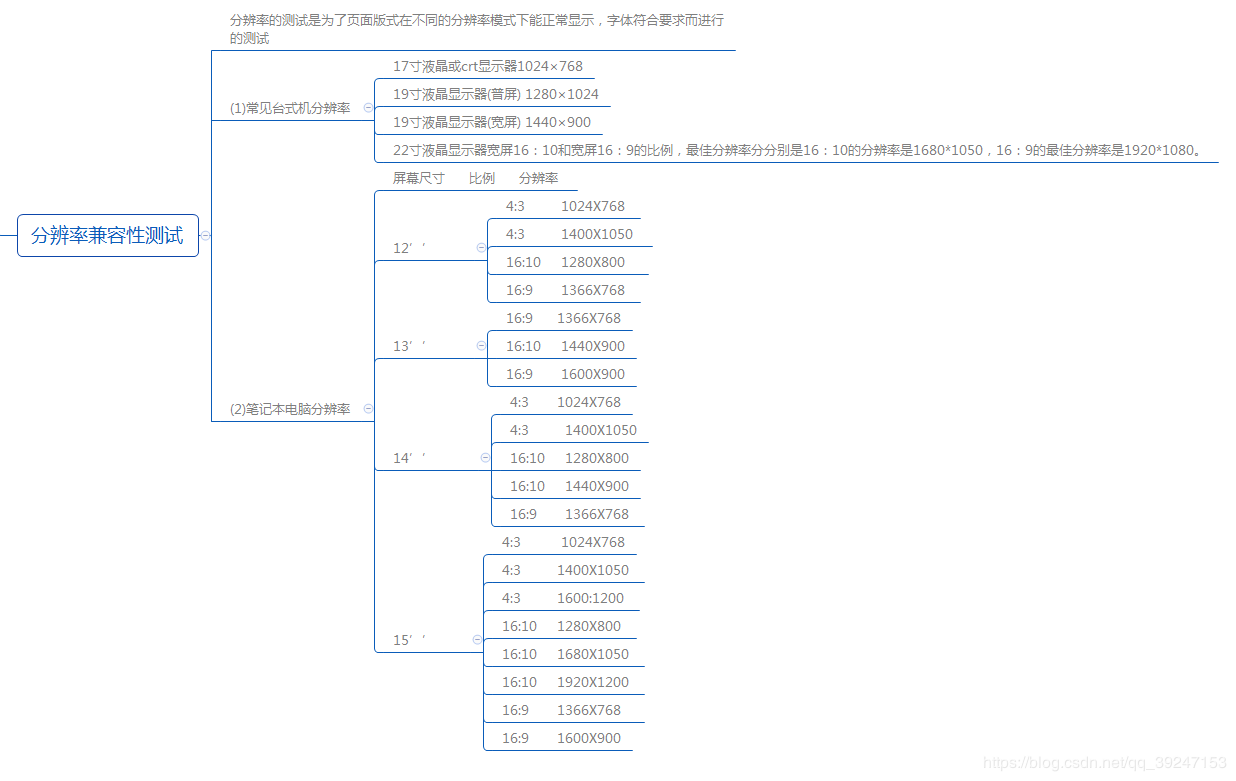 分辨率的测试是为了页面版式在不同的分辨率模式下能正常显示，字体符合要求而进行
的测试
17寸液晶或crt显示器1024×768
19寸液晶显示器(普屏) 1280×1024
(1)常见台式机分辨率
19寸液晶显示器(宽屏) 1440×900
22寸液晶显示器宽屏16：10和宽屏16：9的比例，最佳分辨率分分别是16：10的分辨率是1680*1050，16：9的最佳分辨率是1920*1080。
分辨率兼容性测试
(2)笔记本电脑分辨率
屏幕尺寸 比例 分辨率
12′ ′
4:3 1024X768
4:3 1400X1050
16:10 1280X800
16:9 1366X768
13′ ′
16:9 1366X768
16:10 1440X900
16:9 1600X900
14′ ′
4:3 1024X768
4:3 1400X1050
16:10 1280X800
16:10 1440X900
16:9 1366X768
15′ ′
4:3 1024X768
4:3 1400X1050
4:3 1600:1200
16:10 1280X800
16:10 1680X1050
16:10 1920X1200
16:9 1366X768
16:9 1600X900
https://blog.csdn.net/qq_39247153